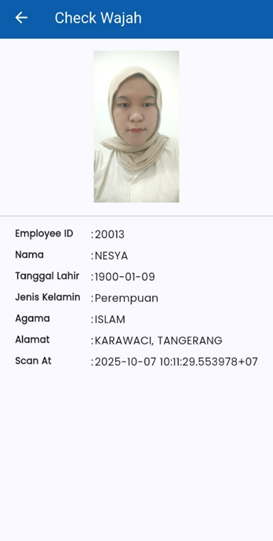 Check Wajah
Employee ID :20013
Nama :NESYA
Tanggal Lahir :1900-01-09
Jenis Kelamin :Perempuan
Agama :ISLAM
Alamat :KARAWACI, TANGERANG
Scan At :2025-10-07 10:11:29.553978+07